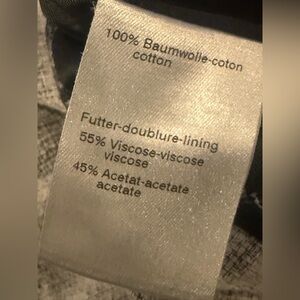 100% Baumwolle-coton
cotton
Futter-doublure-lining
55% Viscose-viscose
viscose
45% Acetat-acetate
acetate